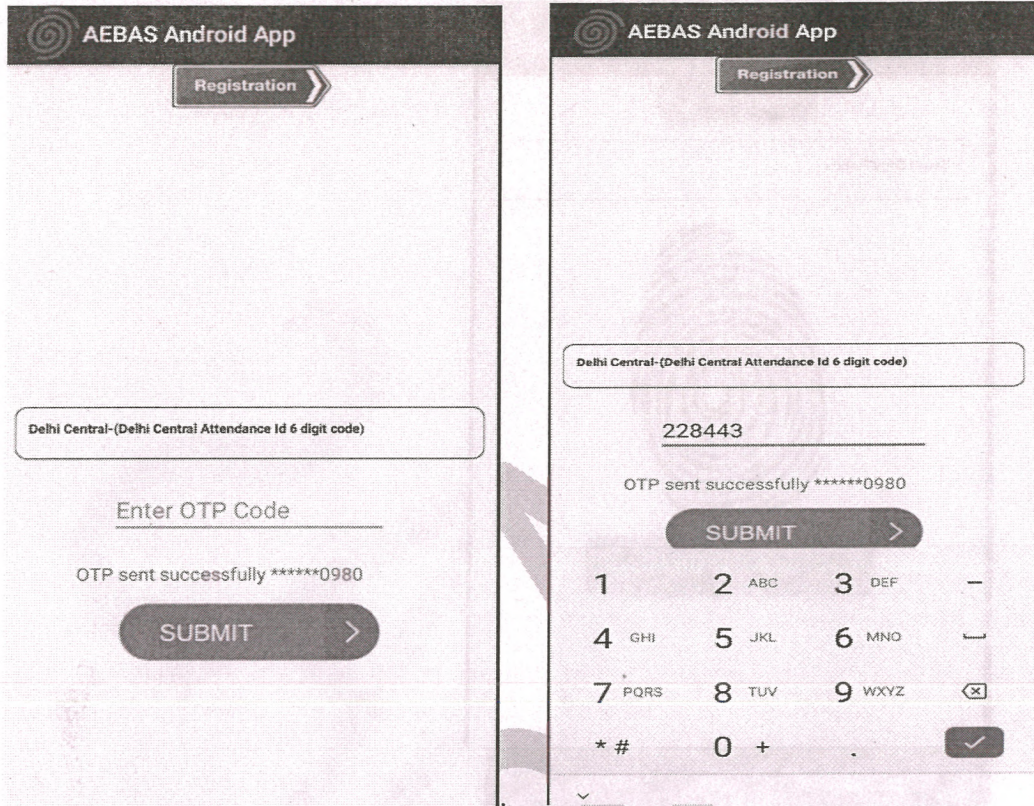 AEBAS Android App
Registration
Delhi Central-(Delhi Central Attendance Id 6 digit code)
Enter OTP Code
OTP sent successfully ******0980
SUBMIT >
AEBAS Android App
Registration
Delhi Central-(Delhi Central Attendance Id 6 digit code)
228443
OTP sent successfully ******0980
SUBMIT >
1 2 ABC 3 DEF –
4 GHI 5 JKL 6 MNO
7 PQRS 8 TUV 9 WXYZ
* # 0 + .